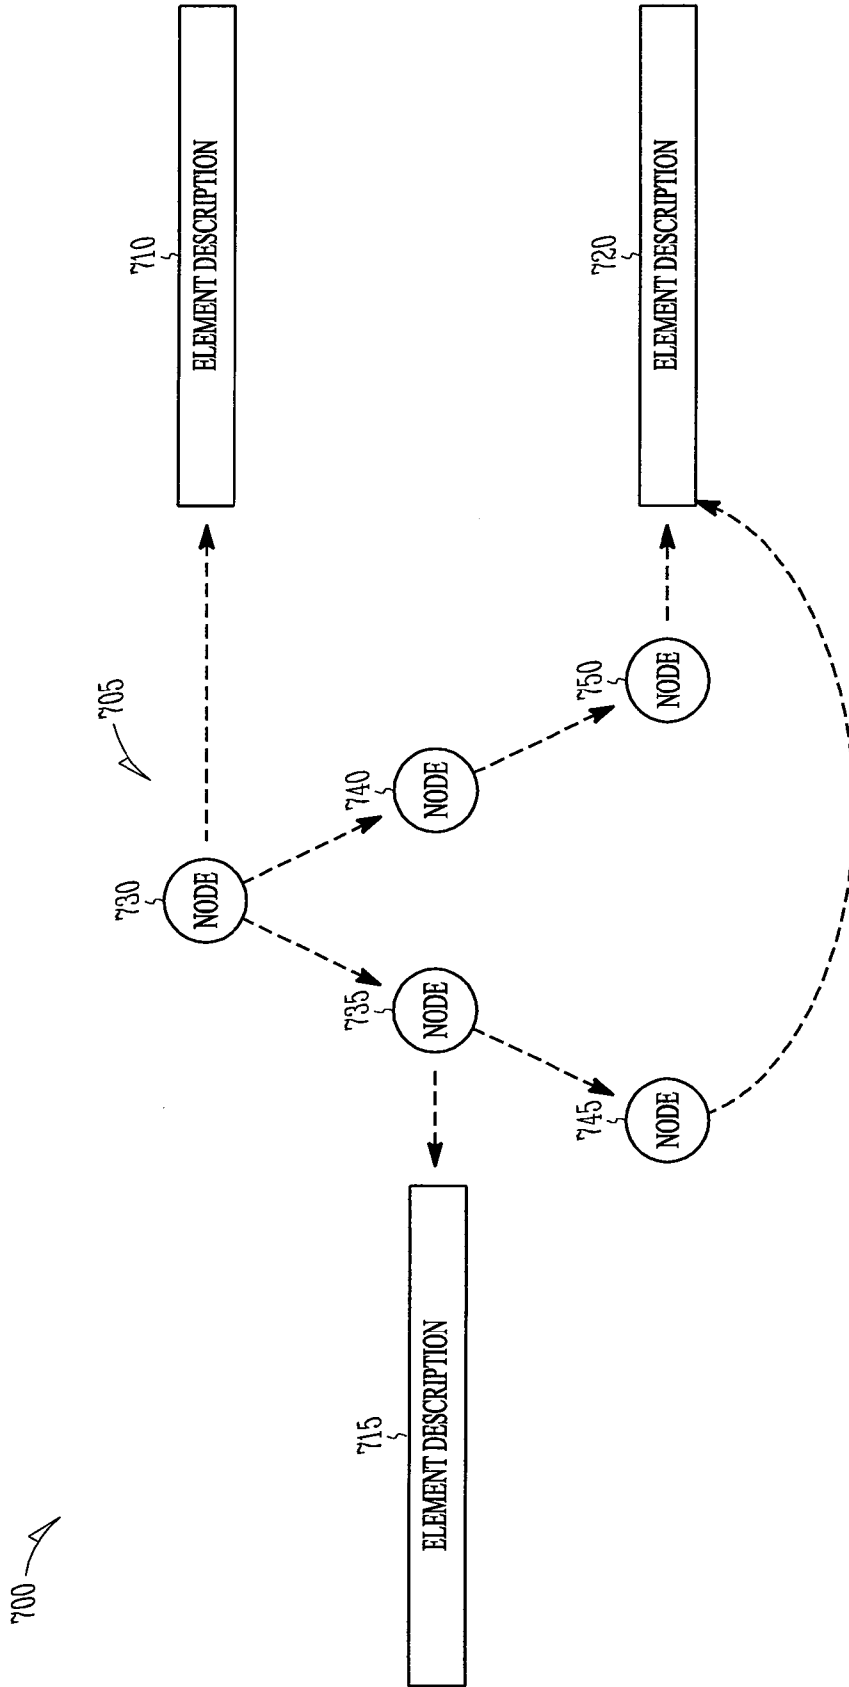 700
705
730
NODE
710
ELEMENT DESCRIPTION
715
ELEMENT DESCRIPTION
735
NODE
740
NODE
745
NODE
750
NODE
720
ELEMENT DESCRIPTION